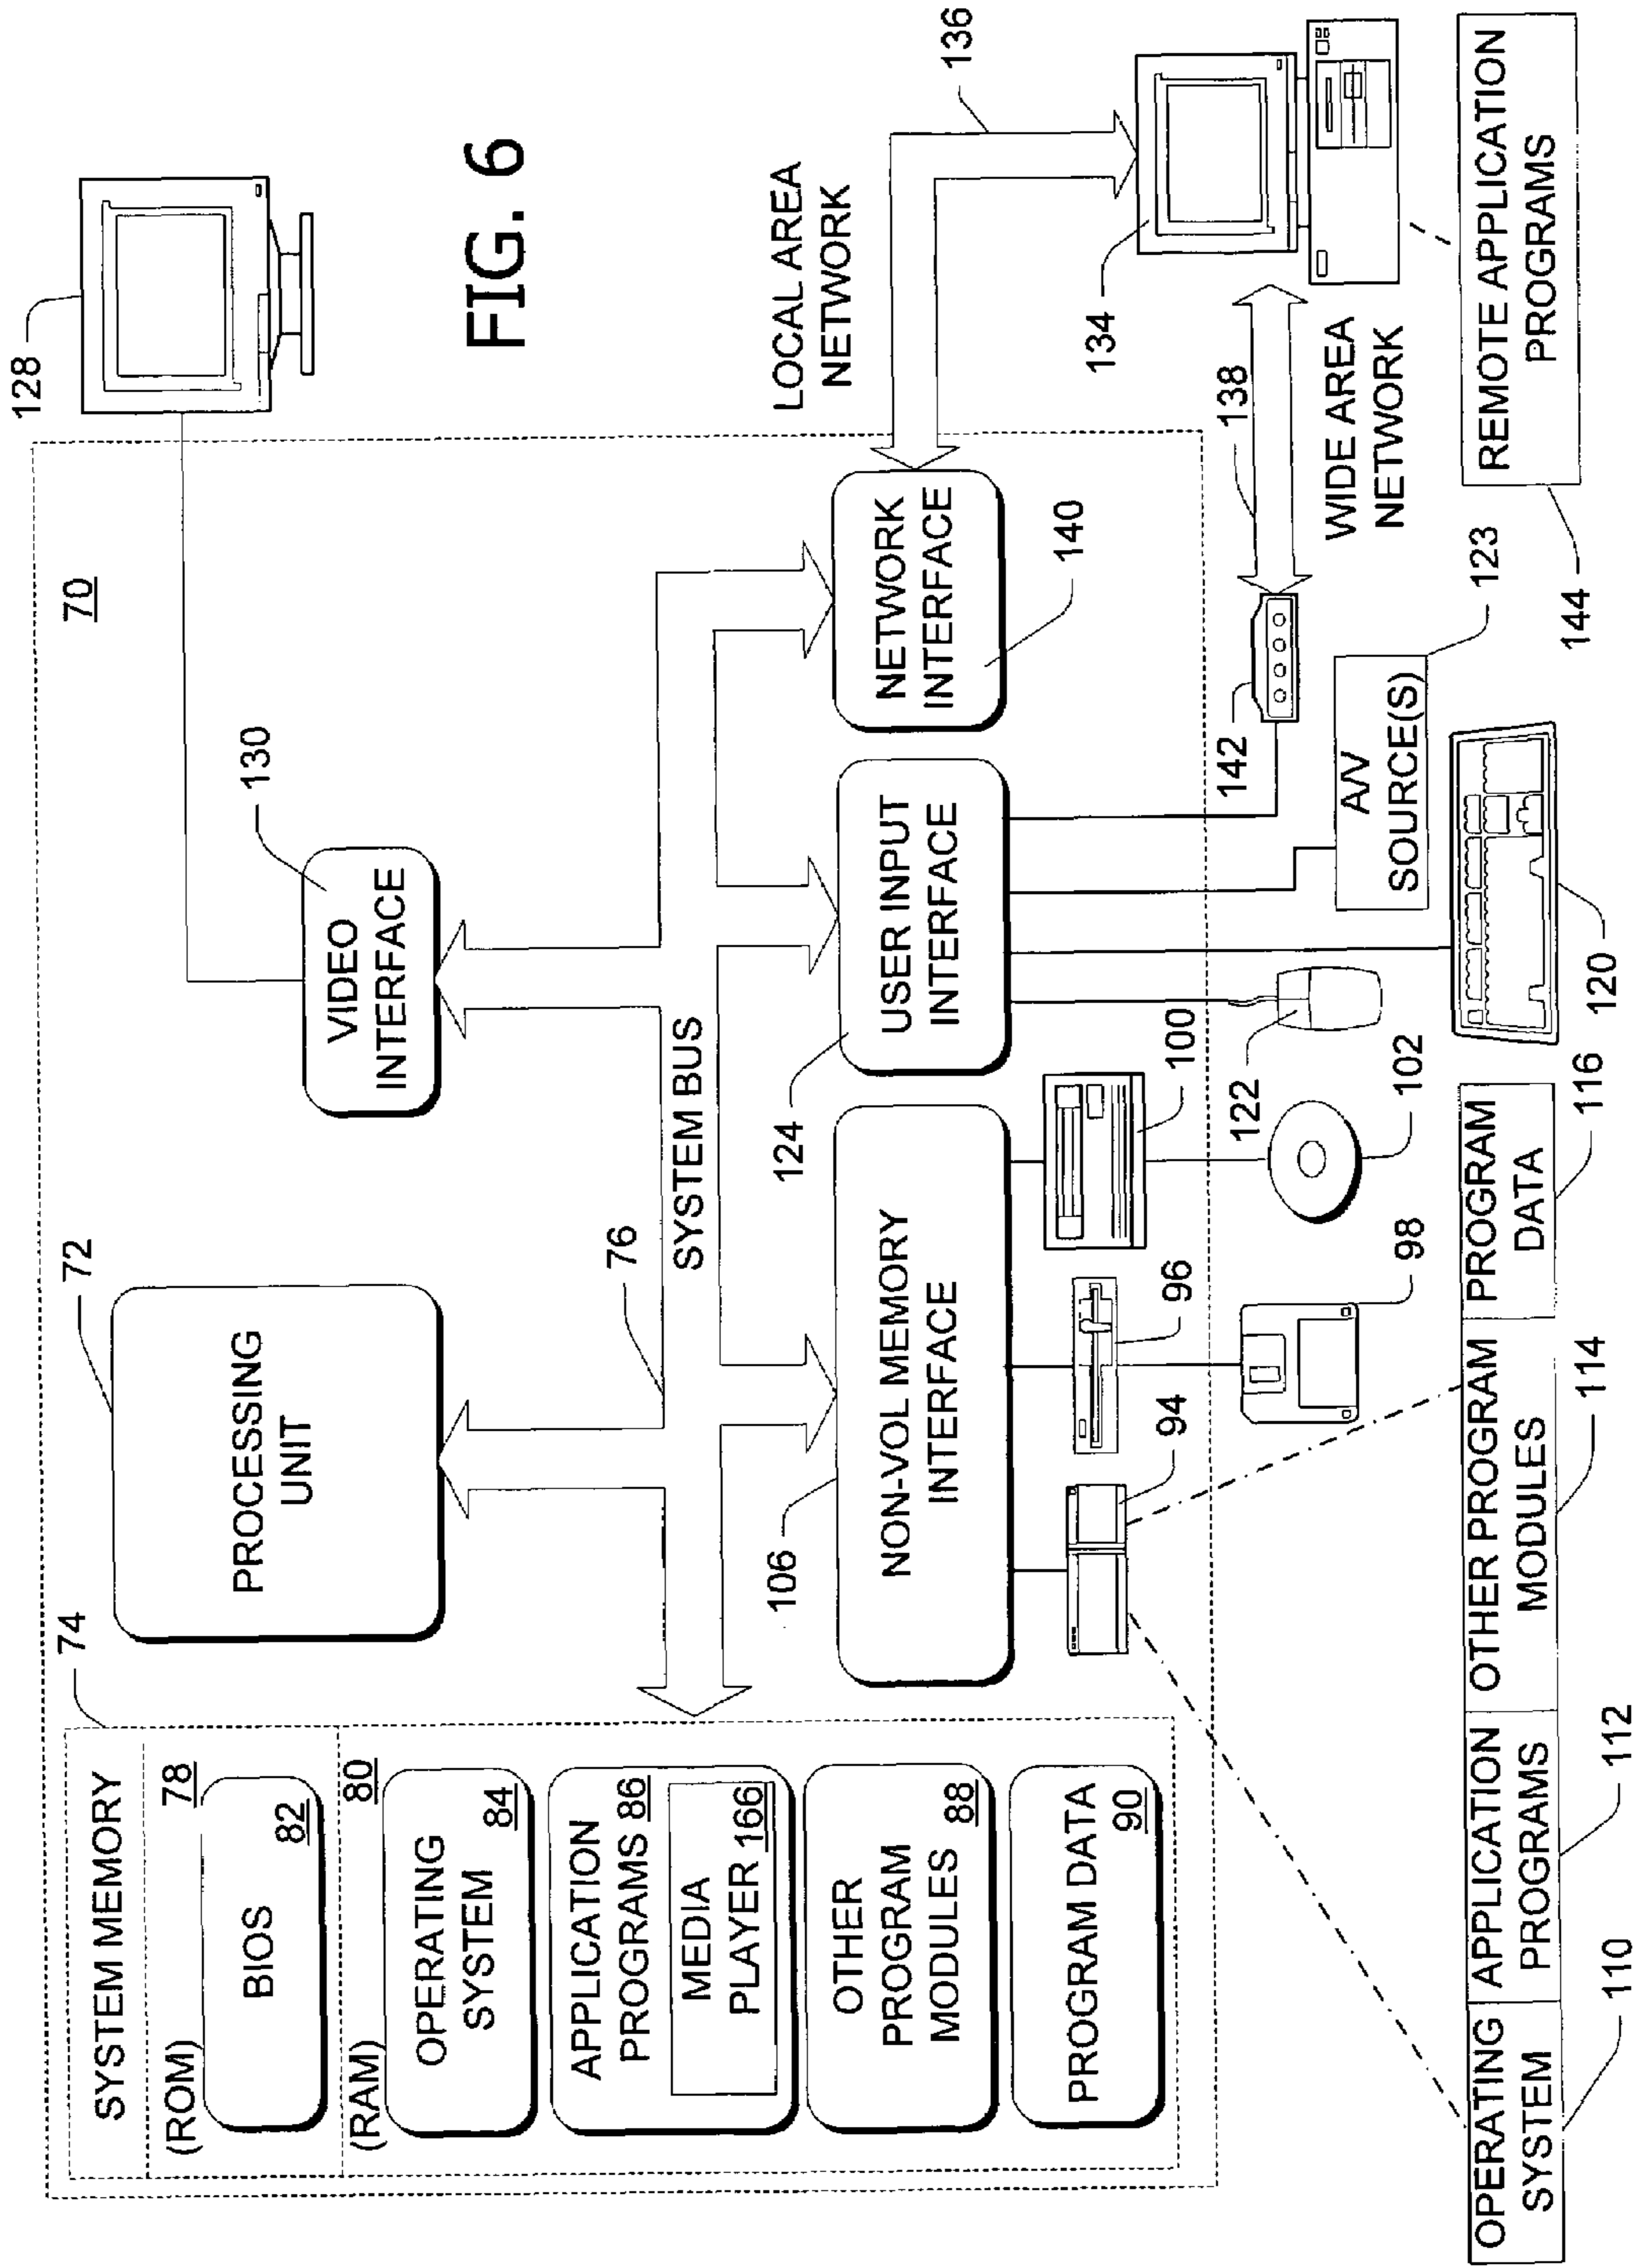 128
FIG. 6
70
130
VIDEO
INTERFACE
72
PROCESSING
UNIT
74
SYSTEM MEMORY
(ROM) 78
BIOS
82
(RAM) 80
OPERATING
SYSTEM 84
APPLICATION
PROGRAMS 86
MEDIA
PLAYER 166
OTHER
PROGRAM
MODULES 88
PROGRAM DATA
90
76
SYSTEM BUS
106
NON-VOL MEMORY
INTERFACE
124
USER INPUT
INTERFACE
NETWORK
INTERFACE
140
LOCAL AREA
NETWORK
136
134
138
WIDE AREA
NETWORK
142
94
96
98
100
102
122
A/V
SOURCE(S)
123
120
OPERATING
SYSTEM
110
APPLICATION
PROGRAMS
112
OTHER PROGRAM
MODULES
114
PROGRAM
DATA
116
REMOTE APPLICATION
PROGRAMS
144